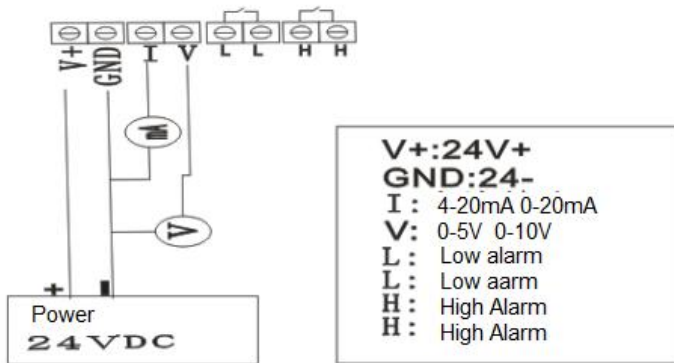 V+ GND I V L L H H
mA
V
+ -
Power
24VDC
V+:24V+
GND:24-
I: 4-20mA 0-20mA
V: 0-5V 0-10V
L: Low alarm
L: Low aarm
H: High Alarm
H: High Alarm